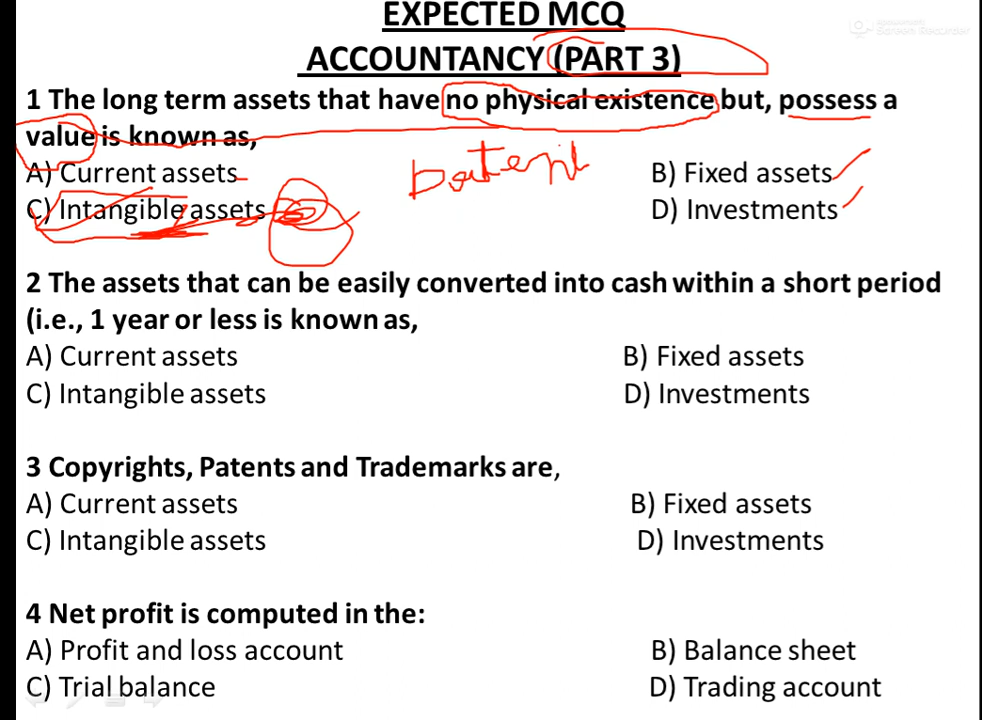 EXPECTED MCQ
ACCOUNTANCY (PART 3)
1 The long term assets that have no physical existence but, possess a
value is known as,
A) Current assets B) Fixed assets
patent
C) Intangible assets D) Investments
2 The assets that can be easily converted into cash within a short period
(i.e., 1 year or less is known as,
A) Current assets B) Fixed assets
C) Intangible assets D) Investments
3 Copyrights, Patents and Trademarks are,
A) Current assets B) Fixed assets
C) Intangible assets D) Investments
4 Net profit is computed in the:
A) Profit and loss account B) Balance sheet
C) Trial balance D) Trading account
Screen Recorder